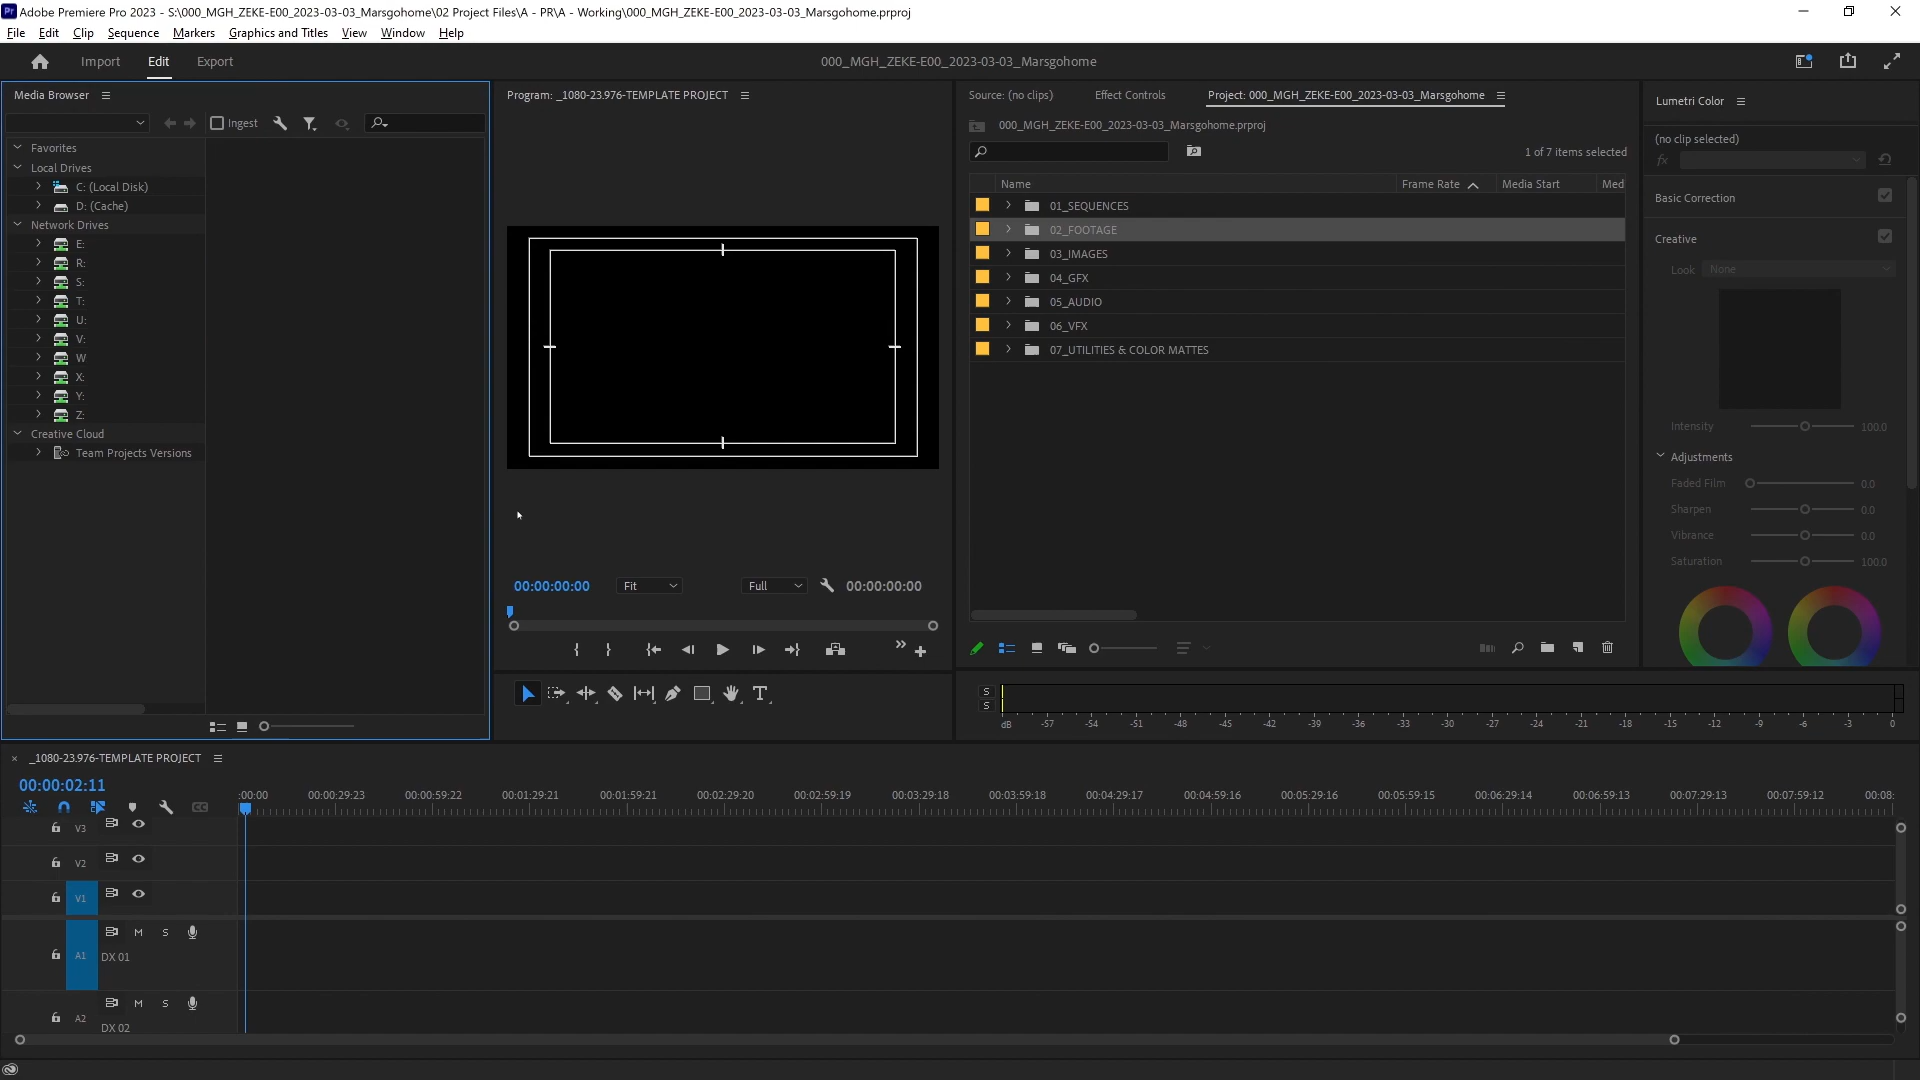 Adobe Premiere Pro 2023 - S:\000_MGH_ZEKE-E00_2023-03-03_Marsgohome\02 Project Files\A - PR\A - Working\000_MGH_ZEKE-E00_2023-03-03_Marsgohome.prproj
File Edit Clip Sequence Markers Graphics and Titles View Window Help
Import Edit Export 000_MGH_ZEKE-E00_2023-03-03_Marsgohome
Media Browser
Ingest
Favorites
Local Drives
C: (Local Disk)
D: (Cache)
Network Drives
E:
R:
S:
T:
U:
V:
W
X:
Y:
Z:
Creative Cloud
Team Projects Versions
Program: _1080-23.976-TEMPLATE PROJECT
00:00:00:00 Fit Full 00:00:00:00
Source: (no clips) Effect Controls Project: 000_MGH_ZEKE-E00_2023-03-03_Marsgohome
000_MGH_ZEKE-E00_2023-03-03_Marsgohome.prproj
1 of 7 items selected
Name Frame Rate Media Start Med
01_SEQUENCES
02_FOOTAGE
03_IMAGES
04_GFX
05_AUDIO
06_VFX
07_UTILITIES & COLOR MATTES
S
S
dB -57 -54 -51 -48 -45 -42 -39 -36 -33 -30 -27 -24 -21 -18 -15 -12 -9 -6 -3 0
Lumetri Color
(no clip selected)
fx
Basic Correction
Creative
Look None
Intensity 100.0
Adjustments
Faded Film 0.0
Sharpen 0.0
Vibrance 0.0
Saturation 100.0
_1080-23.976-TEMPLATE PROJECT
00:00:02:11
:00:00 00:00:29:23 00:00:59:22 00:01:29:21 00:01:59:21 00:02:29:20 00:02:59:19 00:03:29:18 00:03:59:18 00:04:29:17 00:04:59:16 00:05:29:16 00:05:59:15 00:06:29:14 00:06:59:13 00:07:29:13 00:07:59:12 00:08:
CC
V3
V2
V1
A1 M S
DX 01
A2 M S
DX 02